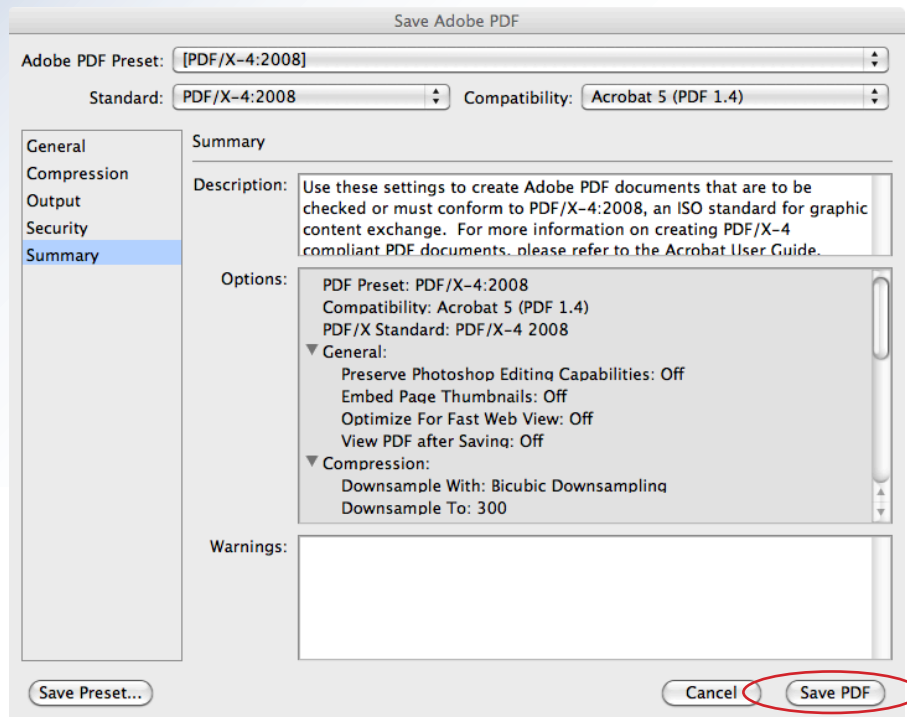 Save Adobe PDF
Adobe PDF Preset: [PDF/X-4:2008]
Standard: PDF/X-4:2008 Compatibility: Acrobat 5 (PDF 1.4)
General
Compression
Output
Security
Summary
Summary
Description: Use these settings to create Adobe PDF documents that are to be
checked or must conform to PDF/X-4:2008, an ISO standard for graphic
content exchange.  For more information on creating PDF/X-4
compliant PDF documents, please refer to the Acrobat User Guide.
Options: PDF Preset: PDF/X-4:2008
Compatibility: Acrobat 5 (PDF 1.4)
PDF/X Standard: PDF/X-4 2008
General:
Preserve Photoshop Editing Capabilities: Off
Embed Page Thumbnails: Off
Optimize For Fast Web View: Off
View PDF after Saving: Off
Compression:
Downsample With: Bicubic Downsampling
Downsample To: 300
Warnings:
Save Preset... Cancel Save PDF